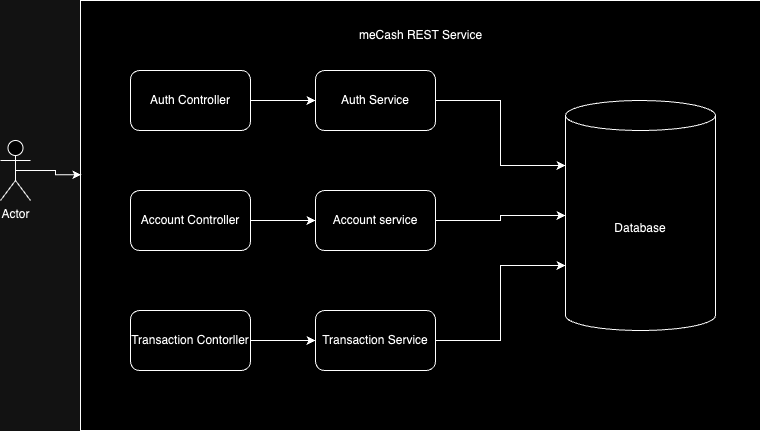 meCash REST Service
Auth Controller
Auth Service
Actor
Account Controller
Account service
Database
Transaction Contorller
Transaction Service